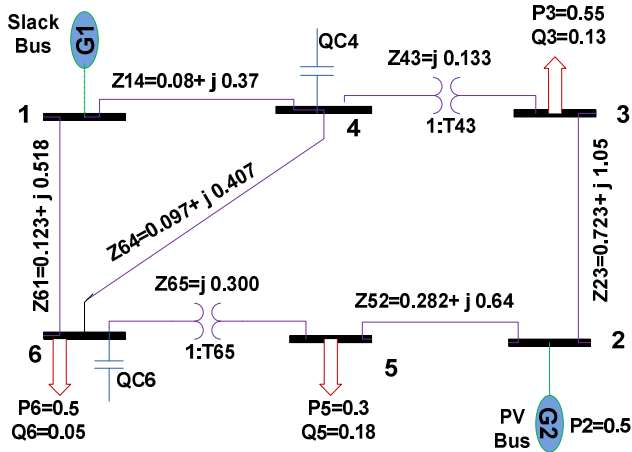 Slack
Bus
G1
QC4
P3=0.55
Q3=0.13
Z14=0.08+ j 0.37
Z43=j 0.133
1
4
3
1:T43
Z61=0.123+ j 0.518
Z64=0.097+ j 0.407
Z23=0.723+ j 1.05
Z65=j 0.300
Z52=0.282+ j 0.64
6
1:T65
5
2
QC6
P6=0.5
Q6=0.05
P5=0.3
Q5=0.18
PV
Bus
G2
P2=0.5